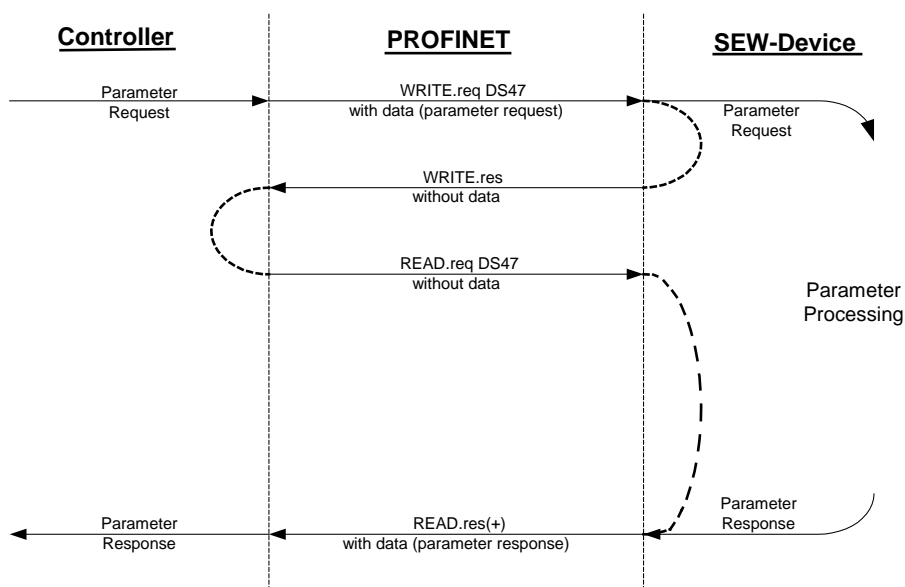 Controller
PROFINET
SEW-Device
Parameter
Request
WRITE.req DS47
with data (parameter request)
Parameter
Request
WRITE.res
without data
READ.req DS47
without data
Parameter
Processing
Parameter
Response
READ.res(+)
with data (parameter response)
Parameter
Response